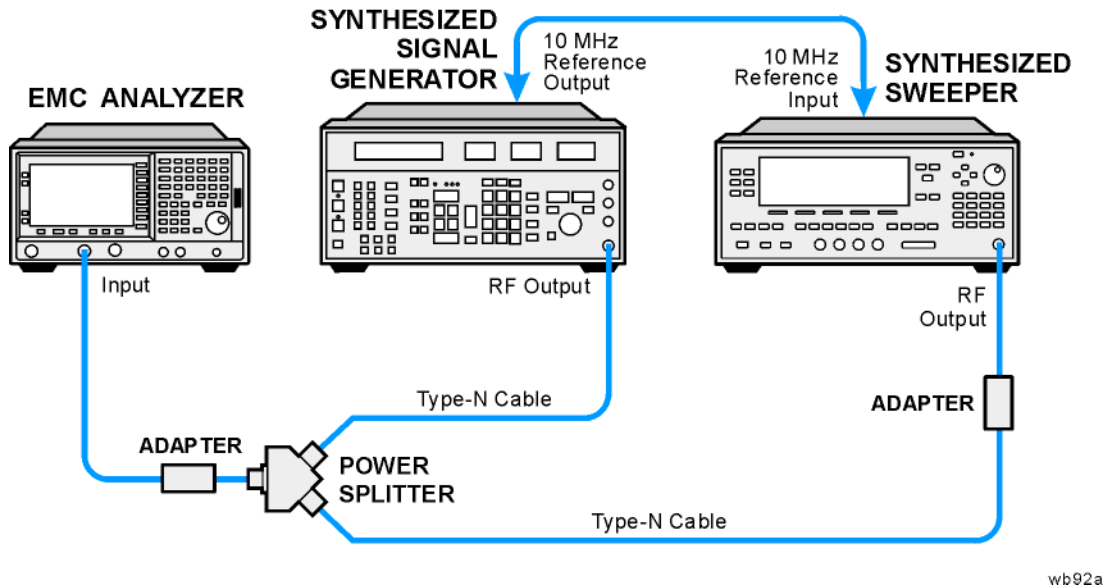 SYNTHESIZED
SIGNAL
GENERATOR
10 MHz
Reference
Output
10 MHz
Reference
Input
SYNTHESIZED
SWEEPER
EMC ANALYZER
Input
RF Output
RF
Output
Type-N Cable
ADAPTER
ADAPTER
POWER
SPLITTER
Type-N Cable
wb92a